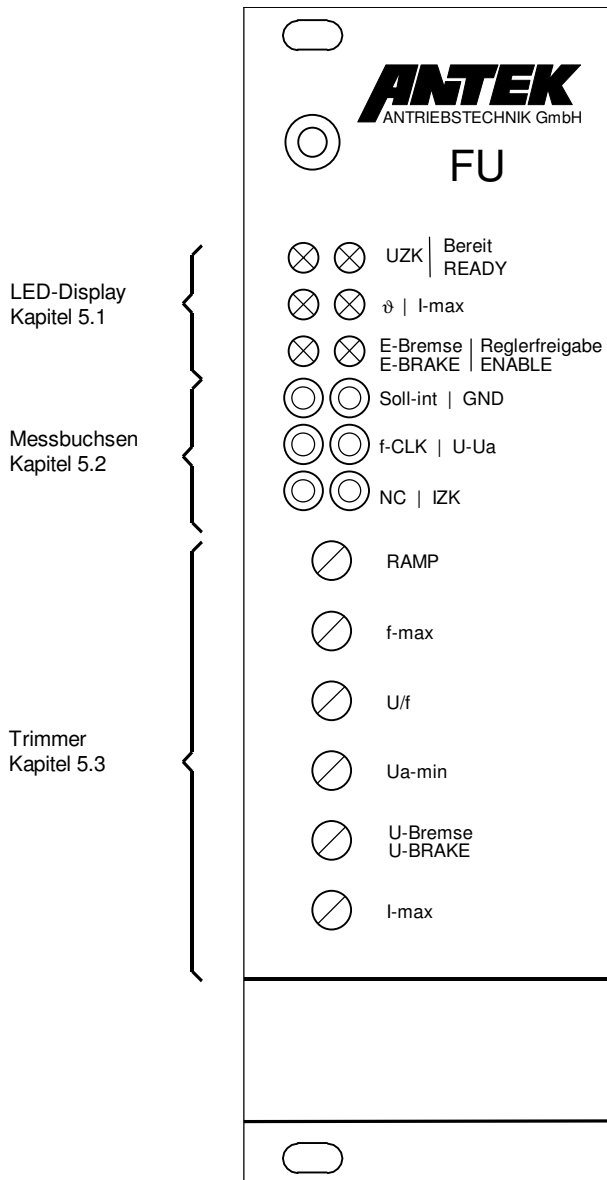 ANTEK
ANTRIEBSTECHNIK GmbH
FU
LED-Display
Kapitel 5.1
UZK | Bereit
READY
ϑ | I-max
E-Bremse | Reglerfreigabe
E-BRAKE | ENABLE
Messbuchsen
Kapitel 5.2
Soll-int | GND
f-CLK | U-Ua
NC | IZK
Trimmer
Kapitel 5.3
RAMP
f-max
U/f
Ua-min
U-Bremse
U-BRAKE
I-max